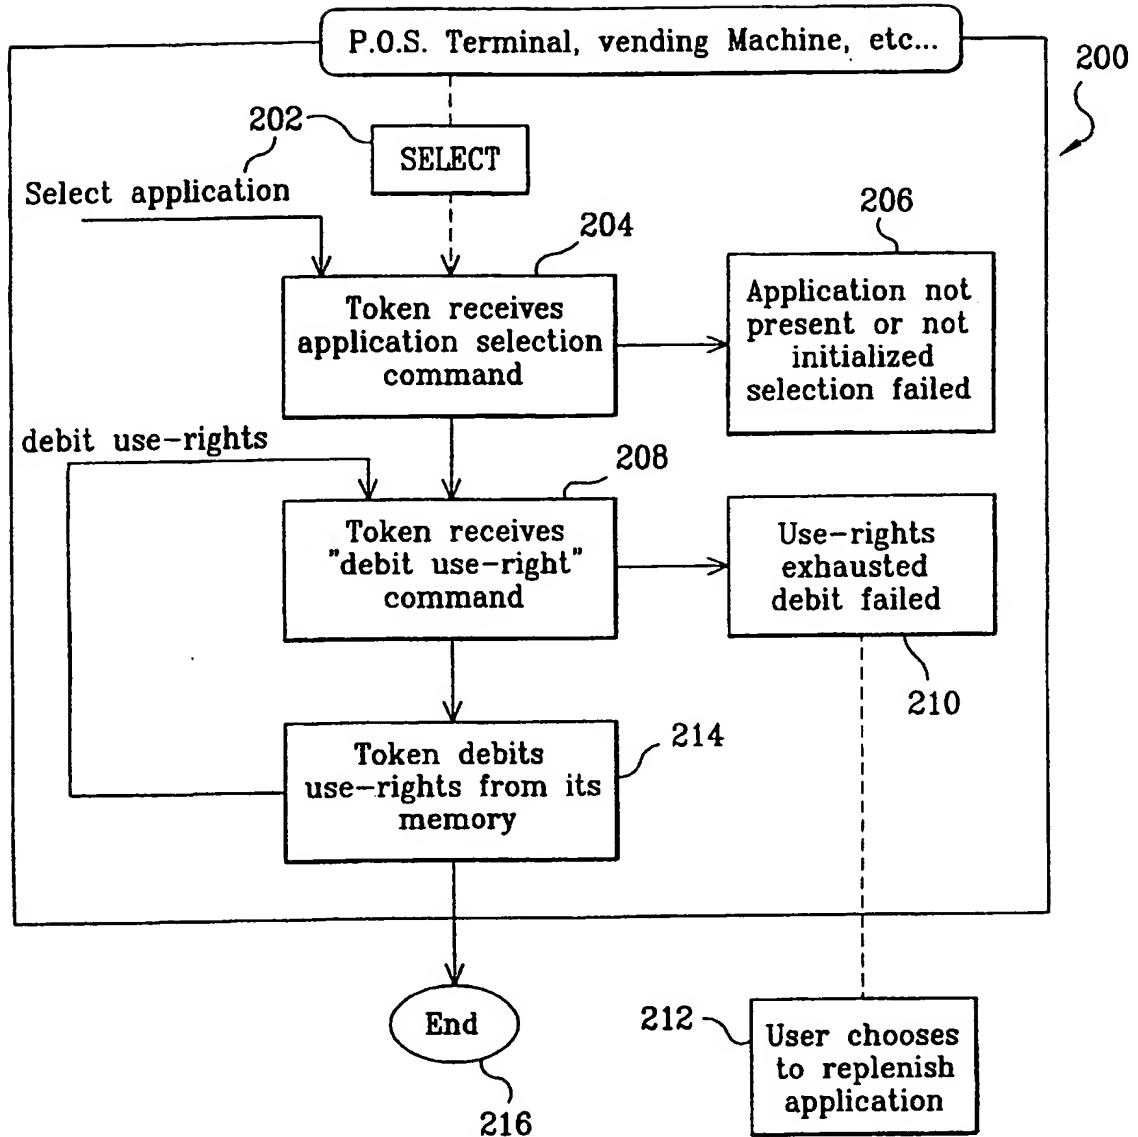 P.O.S. Terminal, vending Machine, etc...
200
202
SELECT
Select application
204
206
Token receives
application selection
command
Application not
present or not
initialized
selection failed
debit use-rights
208
Token receives
"debit use-right"
command
Use-rights
exhausted
debit failed
210
214
Token debits
use-rights from its
memory
End
216
212
User chooses
to replenish
application